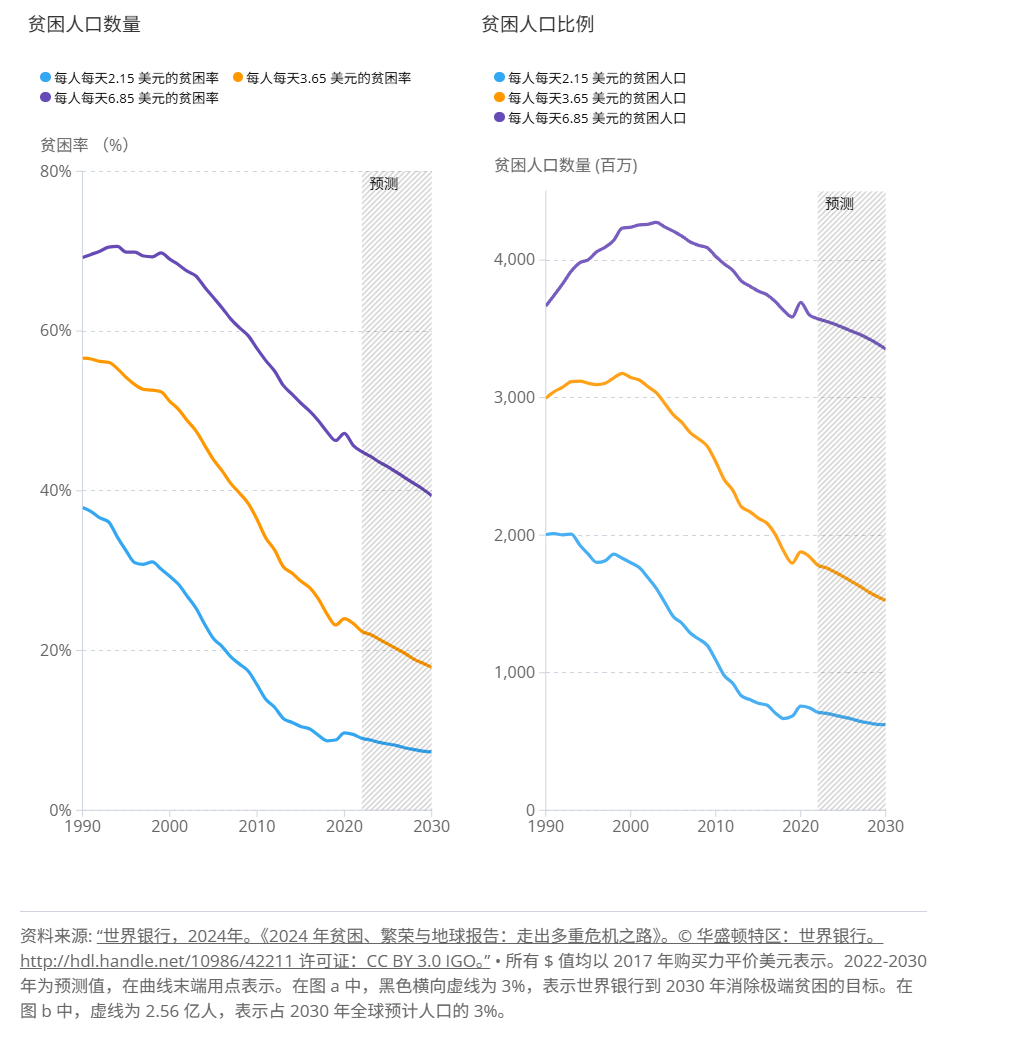 贫困人口数量
每人每天2.15 美元的贫困率
每人每天3.65 美元的贫困率
每人每天6.85 美元的贫困率
贫困率 （%）
80%
60%
40%
20%
0%
预测
1990
2000
2010
2020
2030
贫困人口比例
每人每天2.15 美元的贫困人口
每人每天3.65 美元的贫困人口
每人每天6.85 美元的贫困人口
贫困人口数量 (百万)
4,000
3,000
2,000
1,000
0
预测
1990
2000
2010
2020
2030
资料来源: “世界银行，2024年。《2024 年贫困、繁荣与地球报告：走出多重危机之路》。© 华盛顿特区：世界银行。
http://hdl.handle.net/10986/42211 许可证：CC BY 3.0 IGO。” • 所有 $ 值均以 2017 年购买力平价美元表示。2022-2030
年为预测值，在曲线末端用点表示。在图 a 中，黑色横向虚线为 3%，表示世界银行到 2030 年消除极端贫困的目标。在
图 b 中，虚线为 2.56 亿人，表示占 2030 年全球预计人口的 3%。